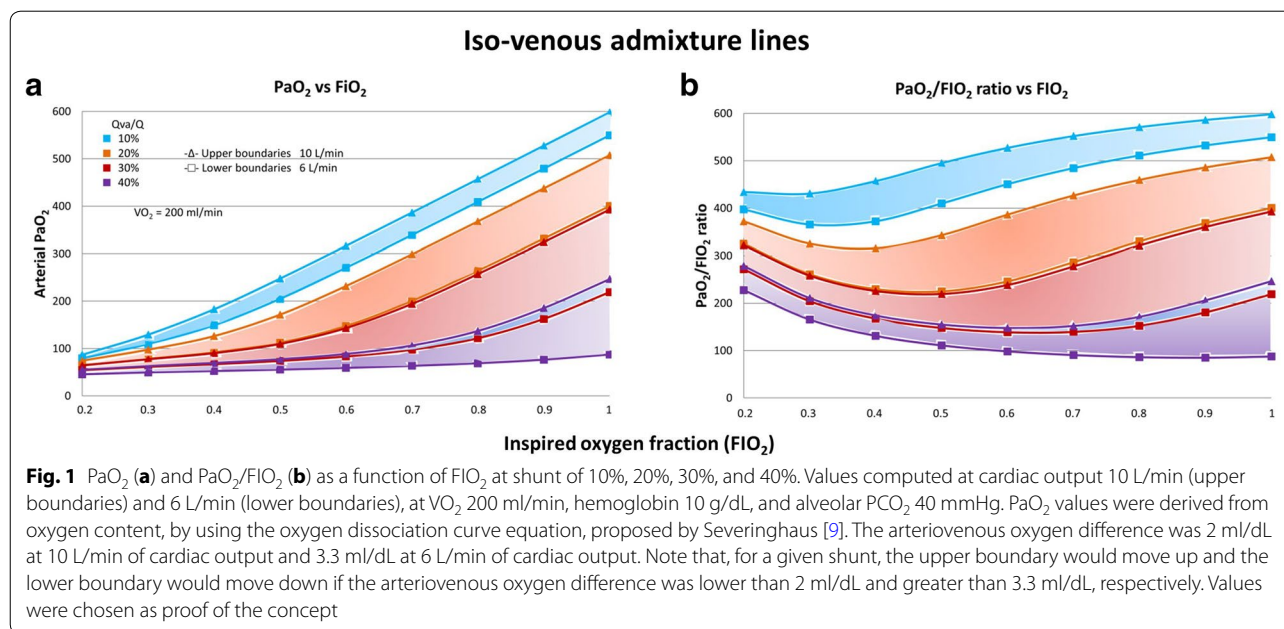 Iso-venous admixture lines
a
PaO2 vs FiO2
Arterial PaO2
600
500
400
300
200
100
0
Qva/Q
10%
20%
30%
40%
-Δ- Upper boundaries 10 L/min
-□- Lower boundaries 6 L/min
VO2 = 200 ml/min
0.2 0.3 0.4 0.5 0.6 0.7 0.8 0.9 1
b
PaO2/FIO2 ratio vs FIO2
PaO2/FIO2 ratio
600
500
400
300
200
100
0
0.2 0.3 0.4 0.5 0.6 0.7 0.8 0.9 1
Inspired oxygen fraction (FIO2)
Fig. 1 PaO2 (a) and PaO2/FIO2 (b) as a function of FIO2 at shunt of 10%, 20%, 30%, and 40%. Values computed at cardiac output 10 L/min (upper
boundaries) and 6 L/min (lower boundaries), at VO2 200 ml/min, hemoglobin 10 g/dL, and alveolar PCO2 40 mmHg. PaO2 values were derived from
oxygen content, by using the oxygen dissociation curve equation, proposed by Severinghaus [9]. The arteriovenous oxygen difference was 2 ml/dL
at 10 L/min of cardiac output and 3.3 ml/dL at 6 L/min of cardiac output. Note that, for a given shunt, the upper boundary would move up and the
lower boundary would move down if the arteriovenous oxygen difference was lower than 2 ml/dL and greater than 3.3 ml/dL, respectively. Values
were chosen as proof of the concept